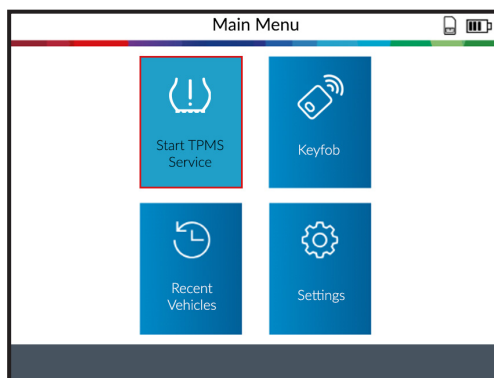 Main Menu
Start TPMS
Service
Keyfob
Recent
Vehicles
Settings